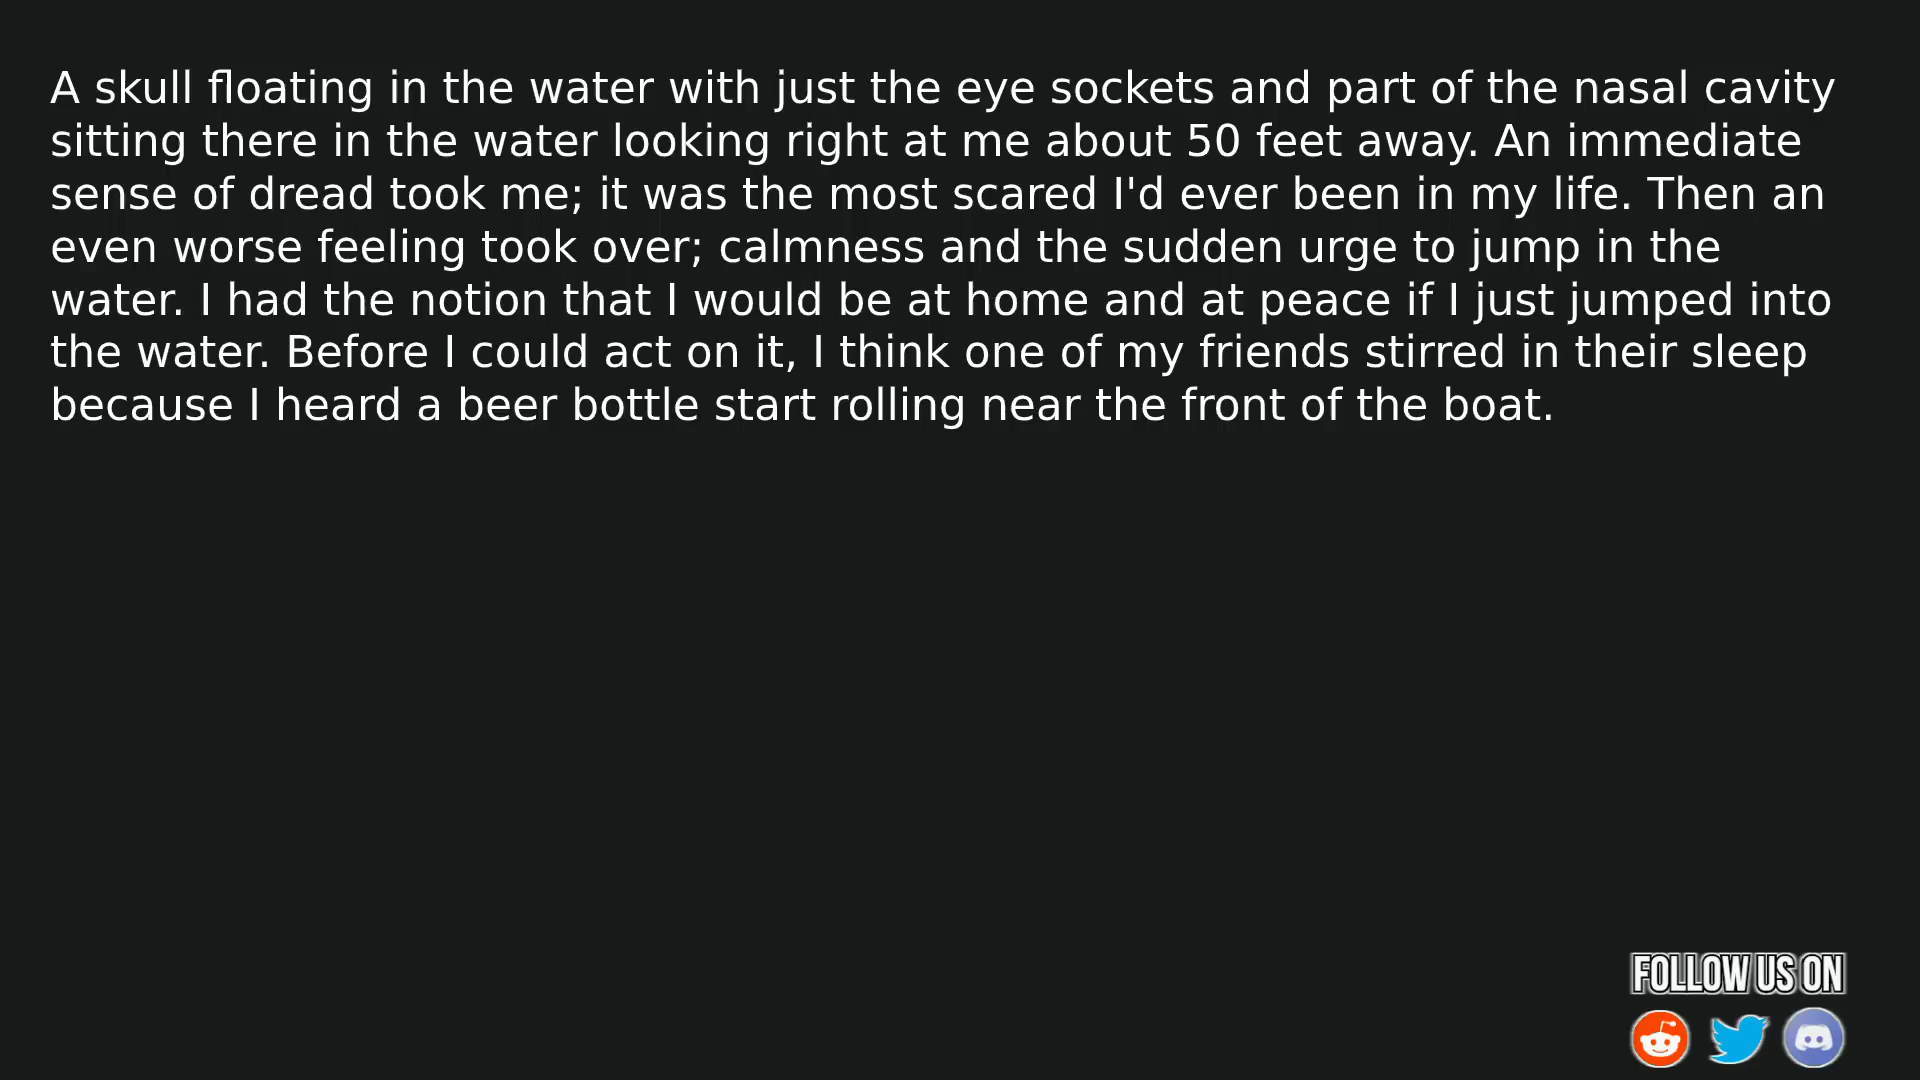 A skull floating in the water with just the eye sockets and part of the nasal cavity
sitting there in the water looking right at me about 50 feet away. An immediate
sense of dread took me; it was the most scared I'd ever been in my life. Then an
even worse feeling took over; calmness and the sudden urge to jump in the
water. I had the notion that I would be at home and at peace if I just jumped into
the water. Before I could act on it, I think one of my friends stirred in their sleep
because I heard a beer bottle start rolling near the front of the boat.
FOLLOW US ON